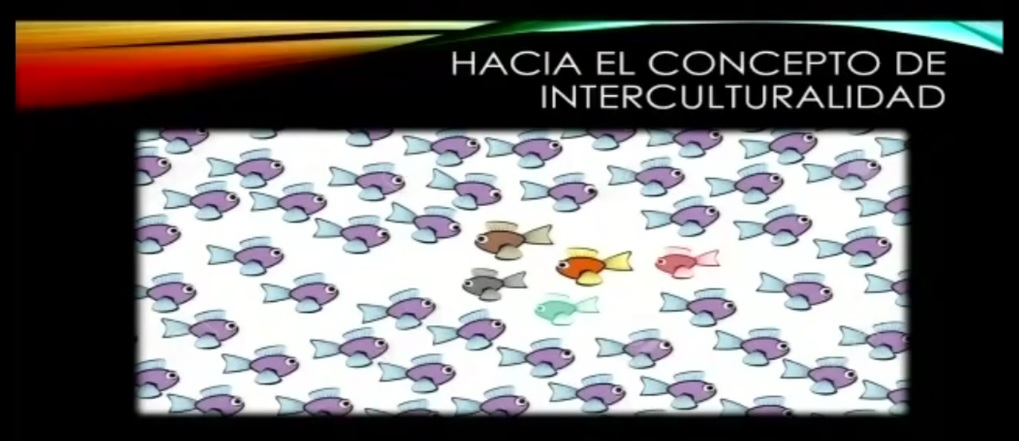 HACIA EL CONCEPTO DE
INTERCULTURALIDAD